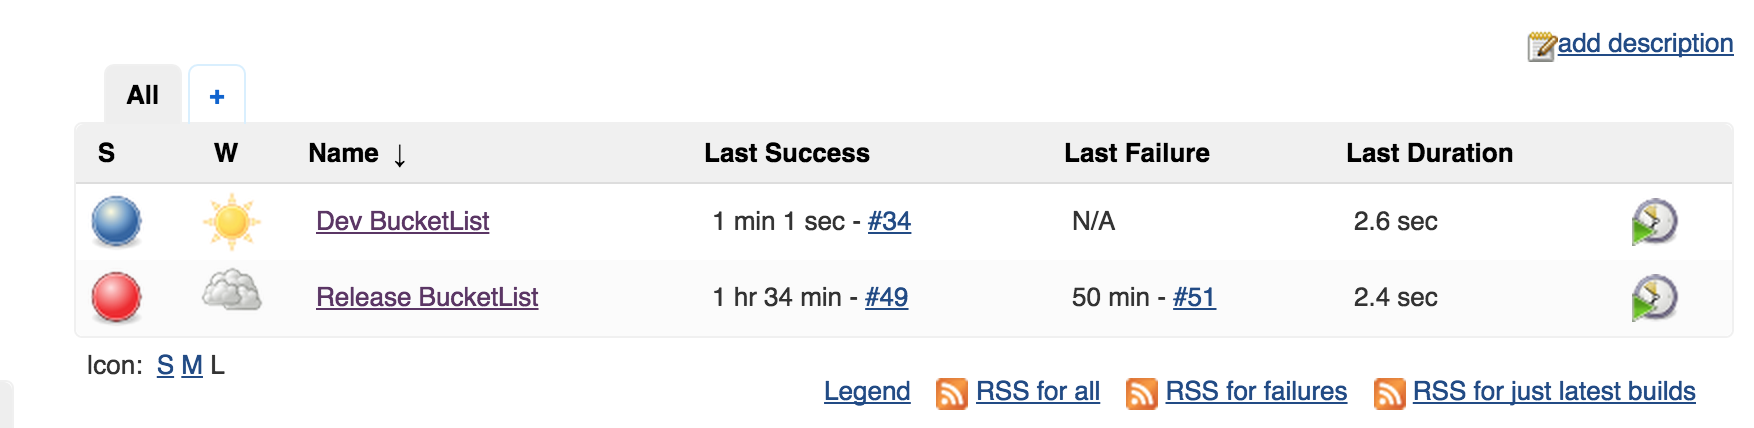 add description
All +
S W Name ↓ Last Success Last Failure Last Duration
Dev BucketList 1 min 1 sec - #34 N/A 2.6 sec
Release BucketList 1 hr 34 min - #49 50 min - #51 2.4 sec
Icon: S M L
Legend RSS for all RSS for failures RSS for just latest builds